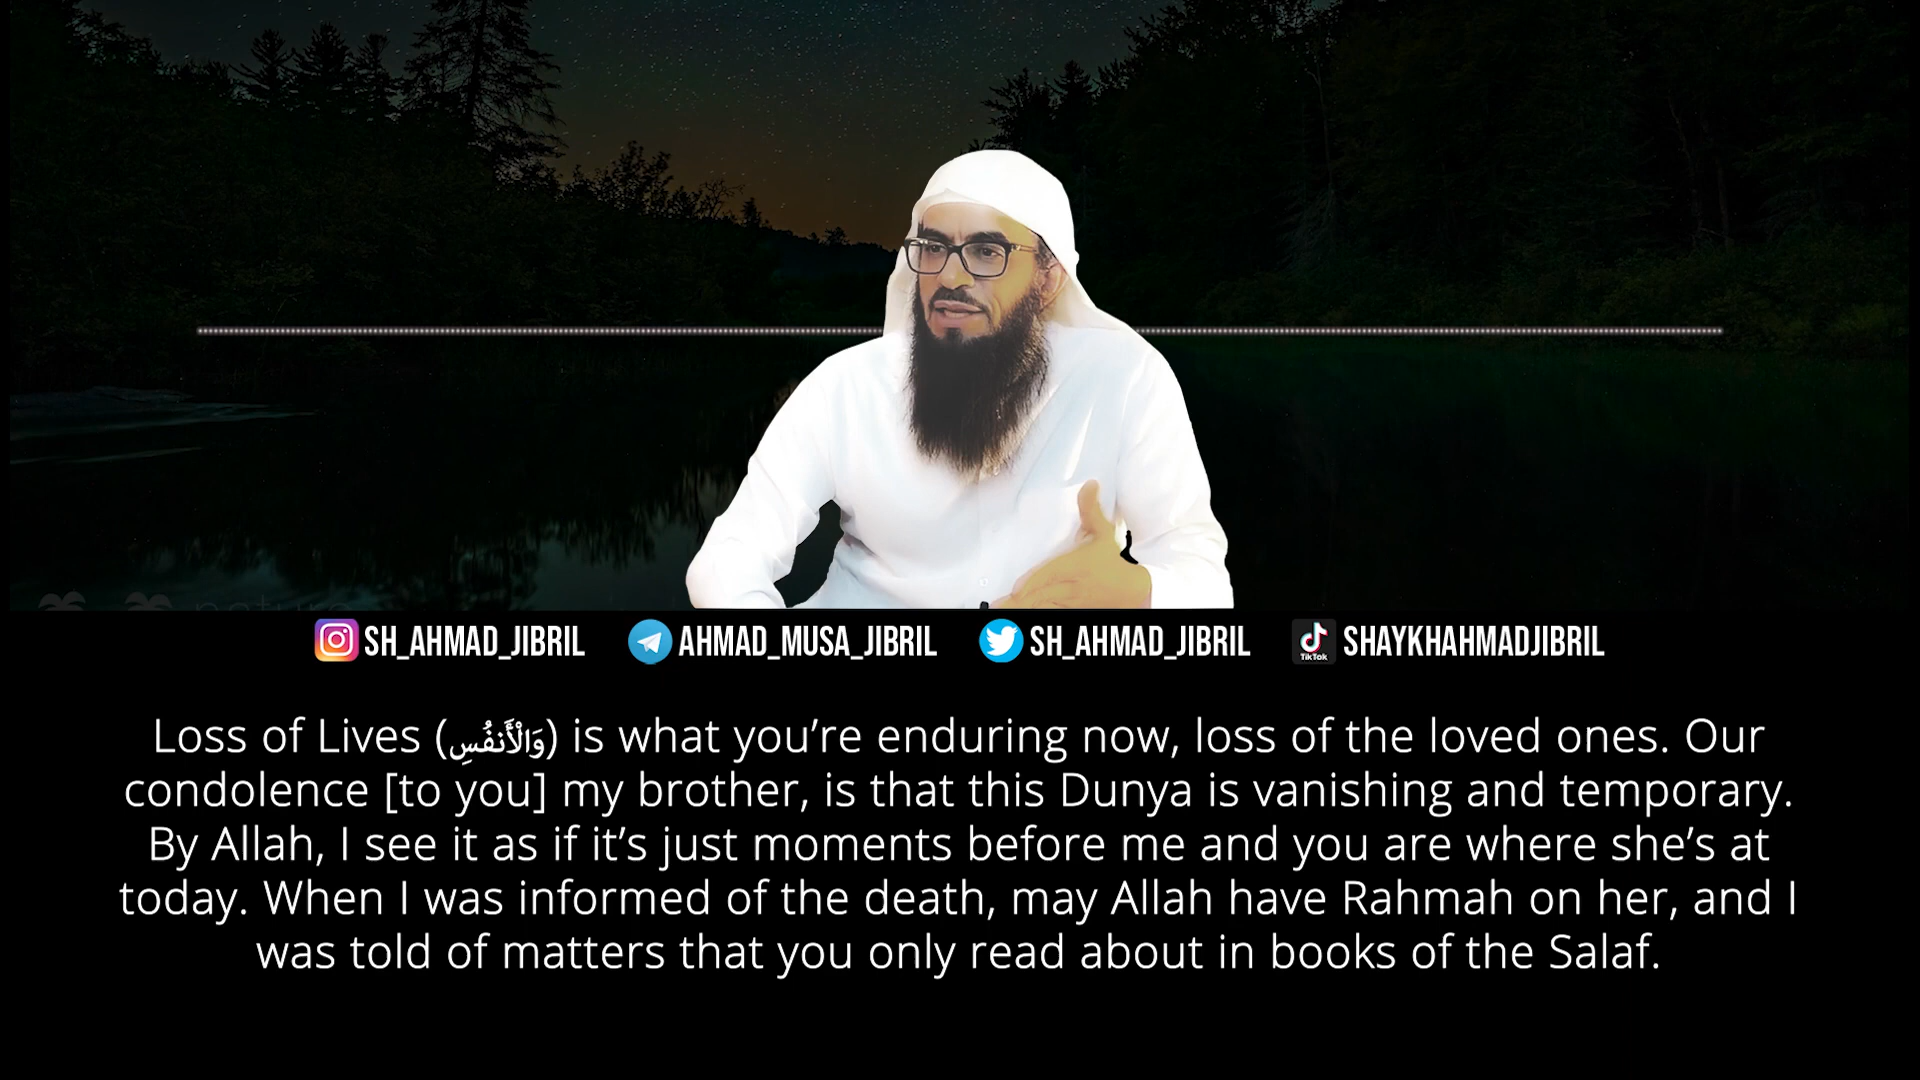 nature
SH_AHMAD_JIBRIL AHMAD_MUSA_JIBRIL SH_AHMAD_JIBRIL TikTok SHAYKHAHMADJIBRIL
Loss of Lives (وَالْأَنفُسِ) is what you’re enduring now, loss of the loved ones. Our
condolence [to you] my brother, is that this Dunya is vanishing and temporary.
By Allah, I see it as if it’s just moments before me and you are where she’s at
today. When I was informed of the death, may Allah have Rahmah on her, and I
was told of matters that you only read about in books of the Salaf.